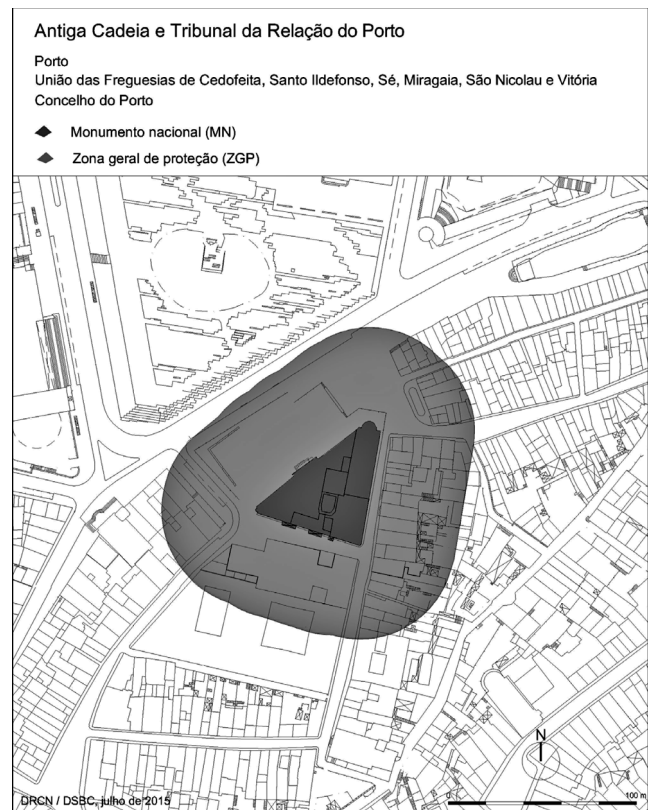 Antiga Cadeia e Tribunal da Relação do Porto
Porto
União das Freguesias de Cedofeita, Santo Ildefonso, Sé, Miragaia, São Nicolau e Vitória
Concelho do Porto
Monumento nacional (MN)
Zona geral de proteção (ZGP)
N
DRCN / DSBC, julho de 2015
0 100 m